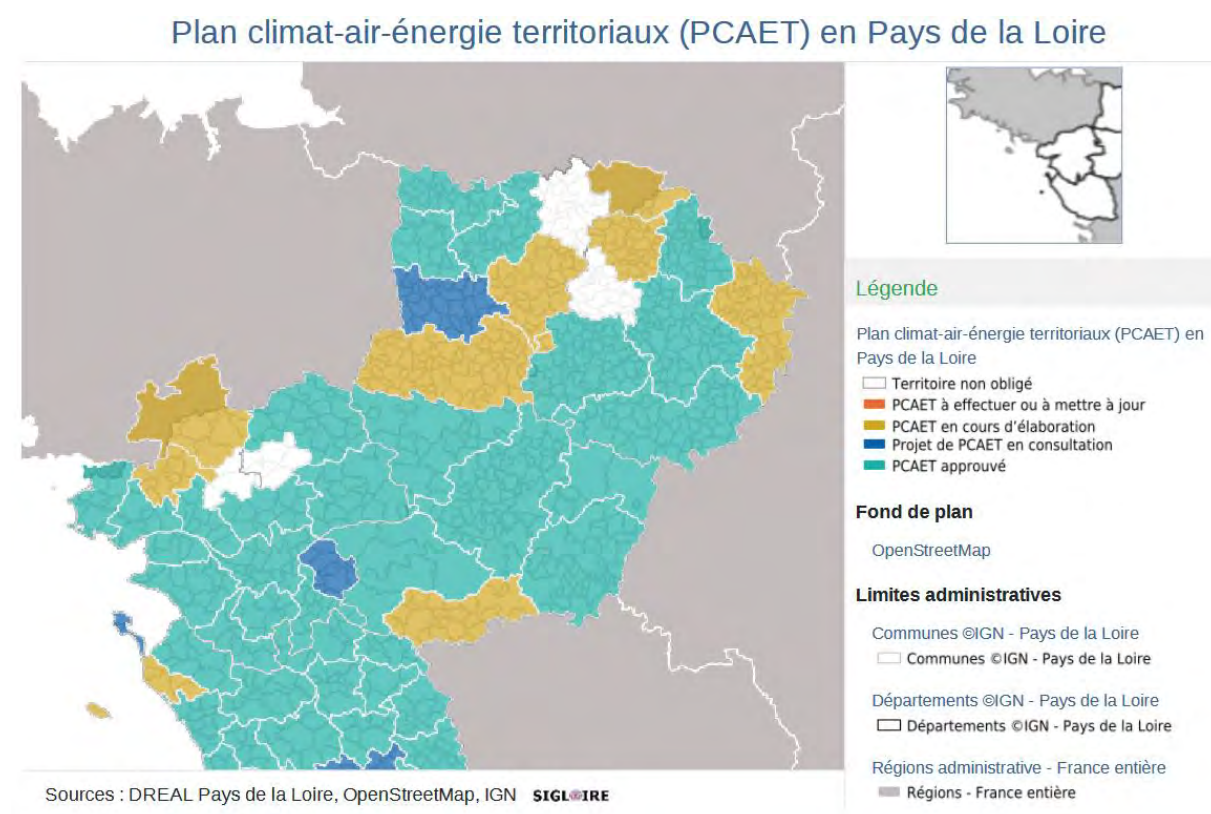 Plan climat-air-énergie territoriaux (PCAET) en Pays de la Loire
Légende
Plan climat-air-énergie territoriaux (PCAET) en
Pays de la Loire
Territoire non obligé
PCAET à effectuer ou à mettre à jour
PCAET en cours d'élaboration
Projet de PCAET en consultation
PCAET approuvé
Fond de plan
OpenStreetMap
Limites administratives
Communes ©IGN - Pays de la Loire
Communes ©IGN - Pays de la Loire
Départements ©IGN - Pays de la Loire
Départements ©IGN - Pays de la Loire
Régions administrative - France entière
Régions - France entière
Sources : DREAL Pays de la Loire, OpenStreetMap, IGN SIGLOIRE